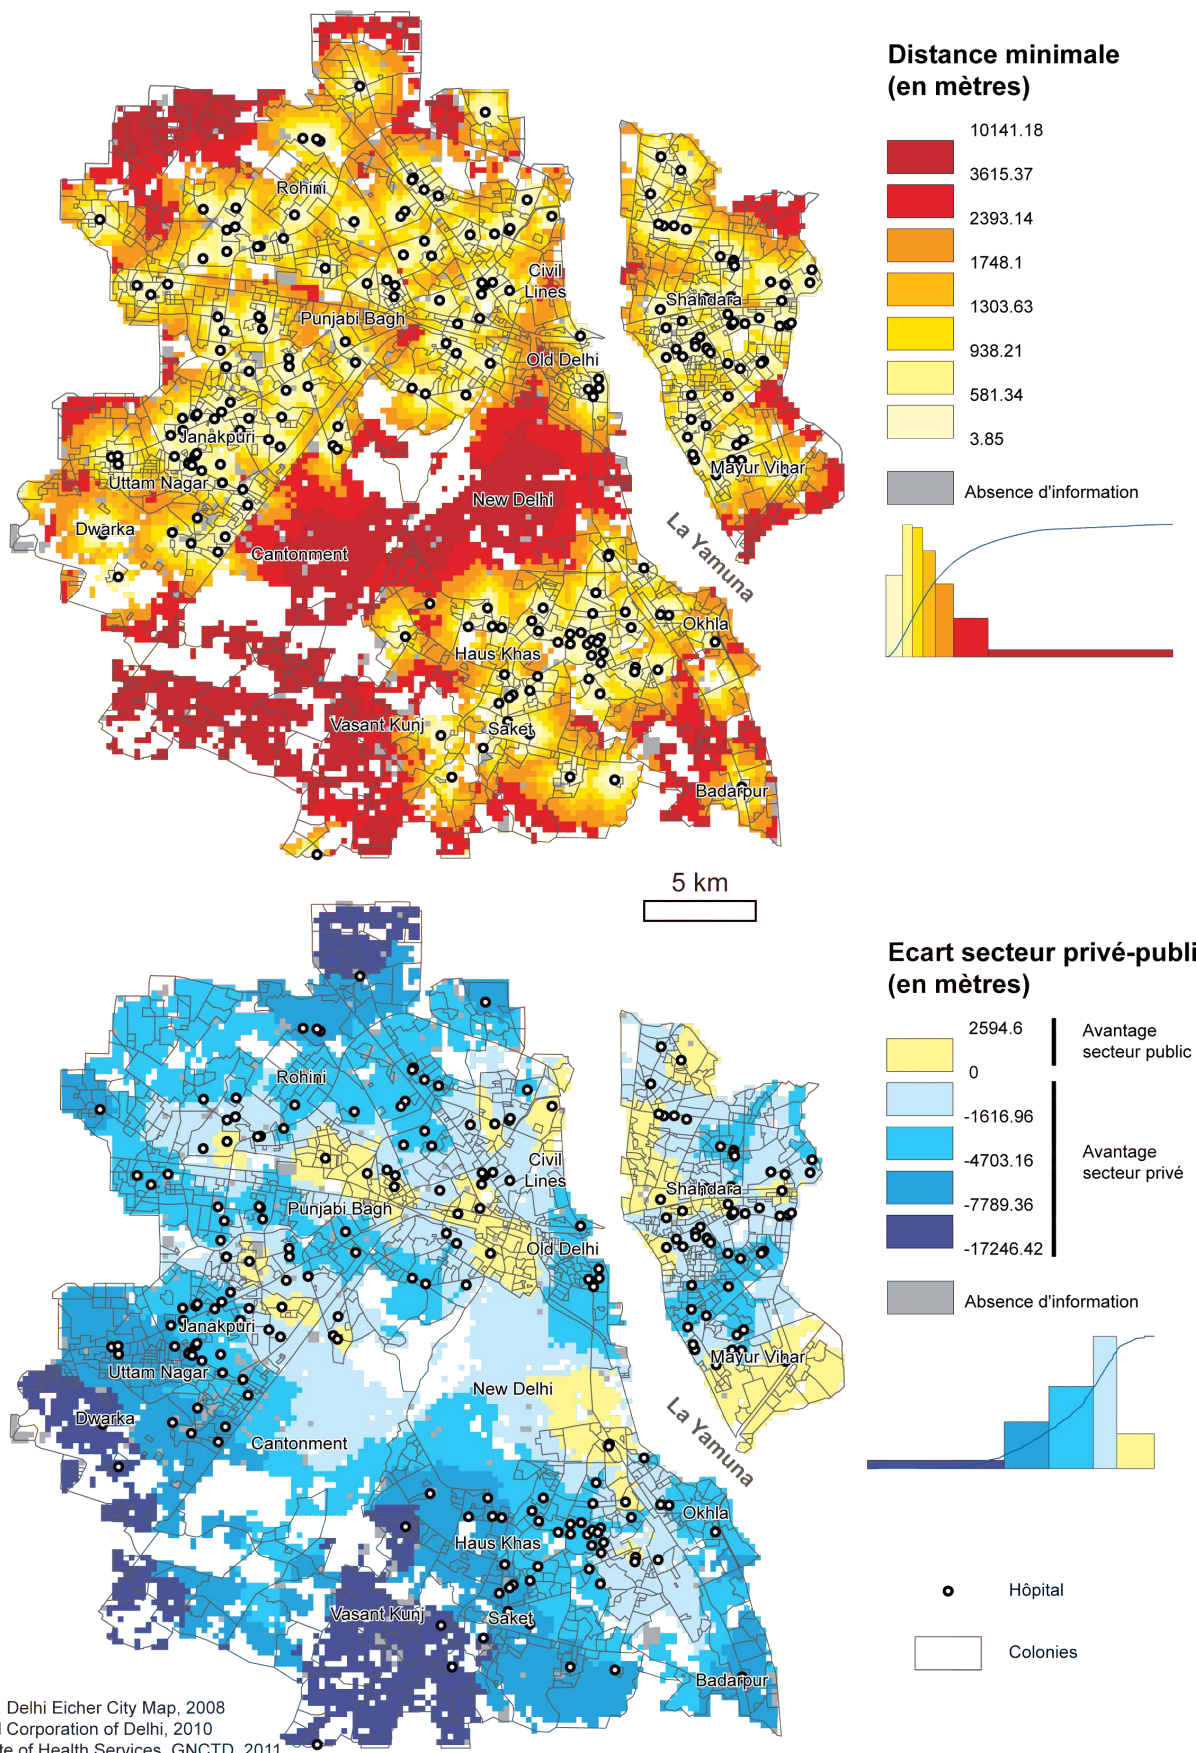 Distance minimale
(en mètres)
10141.18
3615.37
2393.14
1748.1
1303.63
938.21
581.34
3.85
Absence d'information
Rohini
Civil
Lines
Punjabi Bagh
Old Delhi
Shahdara
Janakpuri
Uttam Nagar
Mayur Vihar
New Delhi
Dwarka
Cantonment
La Yamuna
Okhla
Haus Khas
Vasant Kunj
Saket
Badarpur
5 km
Ecart secteur privé-publi
(en mètres)
2594.6
0
-1616.96
-4703.16
-7789.36
-17246.42
Avantage
secteur public
Avantage
secteur privé
Absence d'information
Rohini
Civil
Lines
Punjabi Bagh
Shahdara
Old Delhi
Janakpuri
Uttam Nagar
Mayur Vihar
New Delhi
Dwarka
Cantonment
La Yamuna
Okhla
Haus Khas
Vasant Kunj
Saket
Badarpur
Hôpital
Colonies
Delhi Eicher City Map, 2008
Corporation of Delhi, 2010
of Health Services, GNCTD, 2011